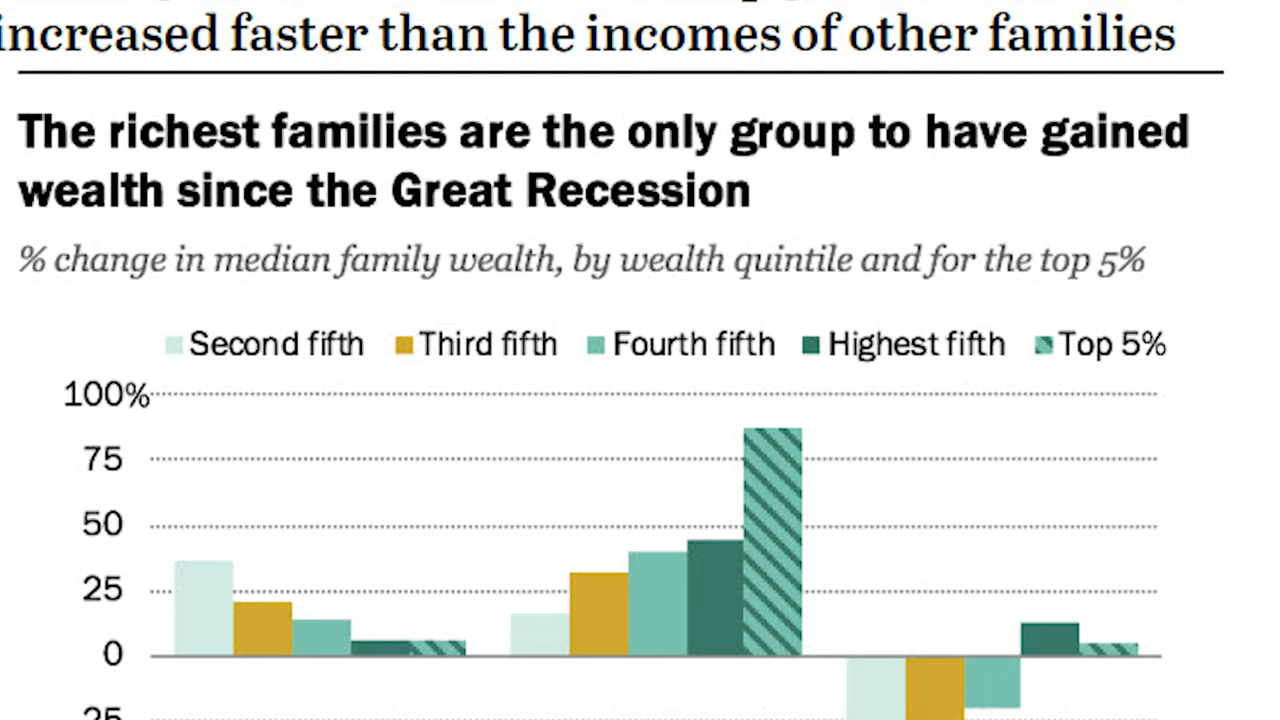 increased faster than the incomes of other families
The richest families are the only group to have gained
wealth since the Great Recession
% change in median family wealth, by wealth quintile and for the top 5%
Second fifth Third fifth Fourth fifth Highest fifth Top 5%
100%
75
50
25
0
25